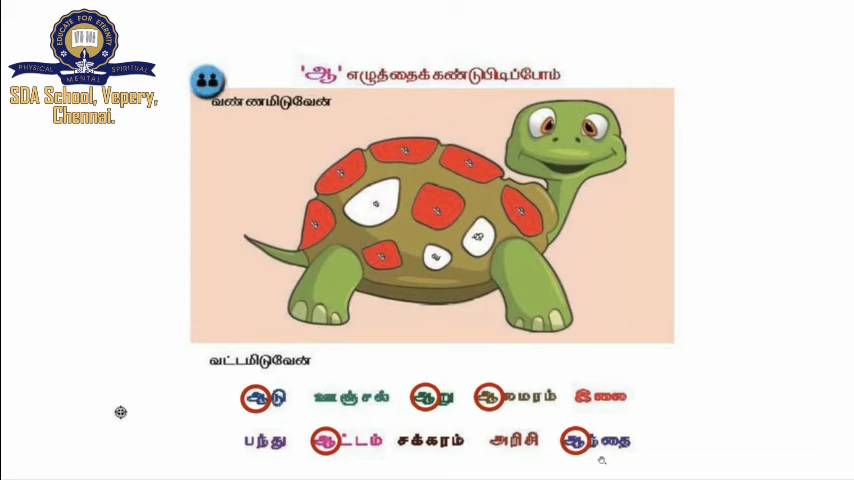 EDUCATE FOR ETERNITY
PHYSICAL MENTAL SPIRITUAL
SDA School, Vepery,
Chennai.
'ஆ' எழுத்தைக் கண்டுபிடிப்போம்
வண்ணமிடுவேன்
வட்டமிடுவேன்
ஆடு ஊஞ்சல் ஆறு ஆலமரம் இலை
பந்து ஆட்டம் சக்கரம் அரிசி ஆந்தை